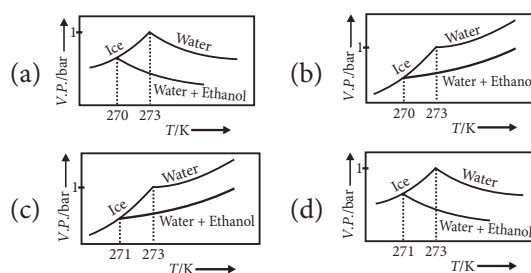 (a)
V.P./bar
1
Ice
Water
Water + Ethanol
270 273
T/K
(b)
V.P./bar
1
Ice
Water
Water + Ethanol
270 273
T/K
(c)
V.P./bar
1
Ice
Water
Water + Ethanol
271 273
T/K
(d)
V.P./bar
1
Ice
Water
Water + Ethanol
271 273
T/K